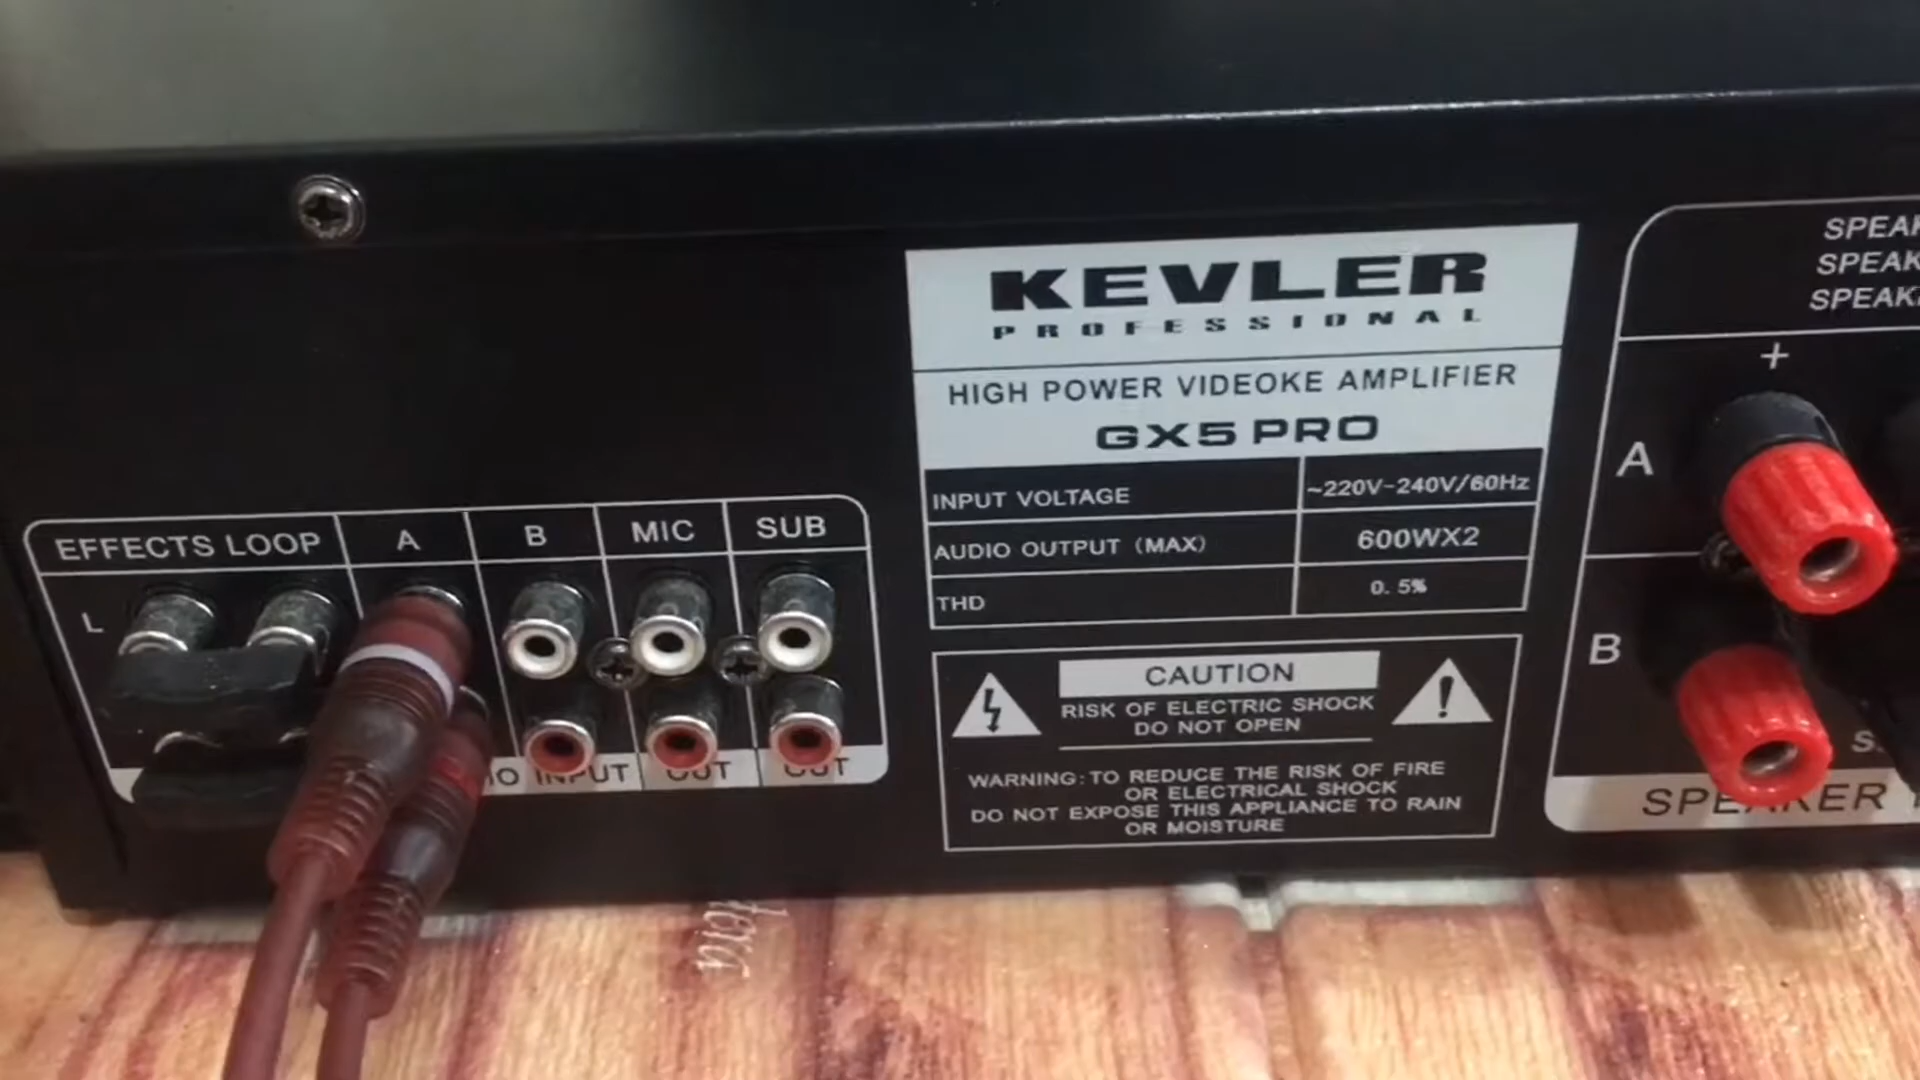 KEVLER
PROFESSIONAL
HIGH POWER VIDEOKE AMPLIFIER
GX5 PRO
INPUT VOLTAGE ~220V-240V/60Hz
AUDIO OUTPUT (MAX) 600WX2
THD 0.5%
CAUTION
RISK OF ELECTRIC SHOCK
DO NOT OPEN
WARNING: TO REDUCE THE RISK OF FIRE
OR ELECTRICAL SHOCK
DO NOT EXPOSE THIS APPLIANCE TO RAIN
OR MOISTURE
EFFECTS LOOP A B MIC SUB
L
INPUT OUT OUT
+
A
B
SPEAKER